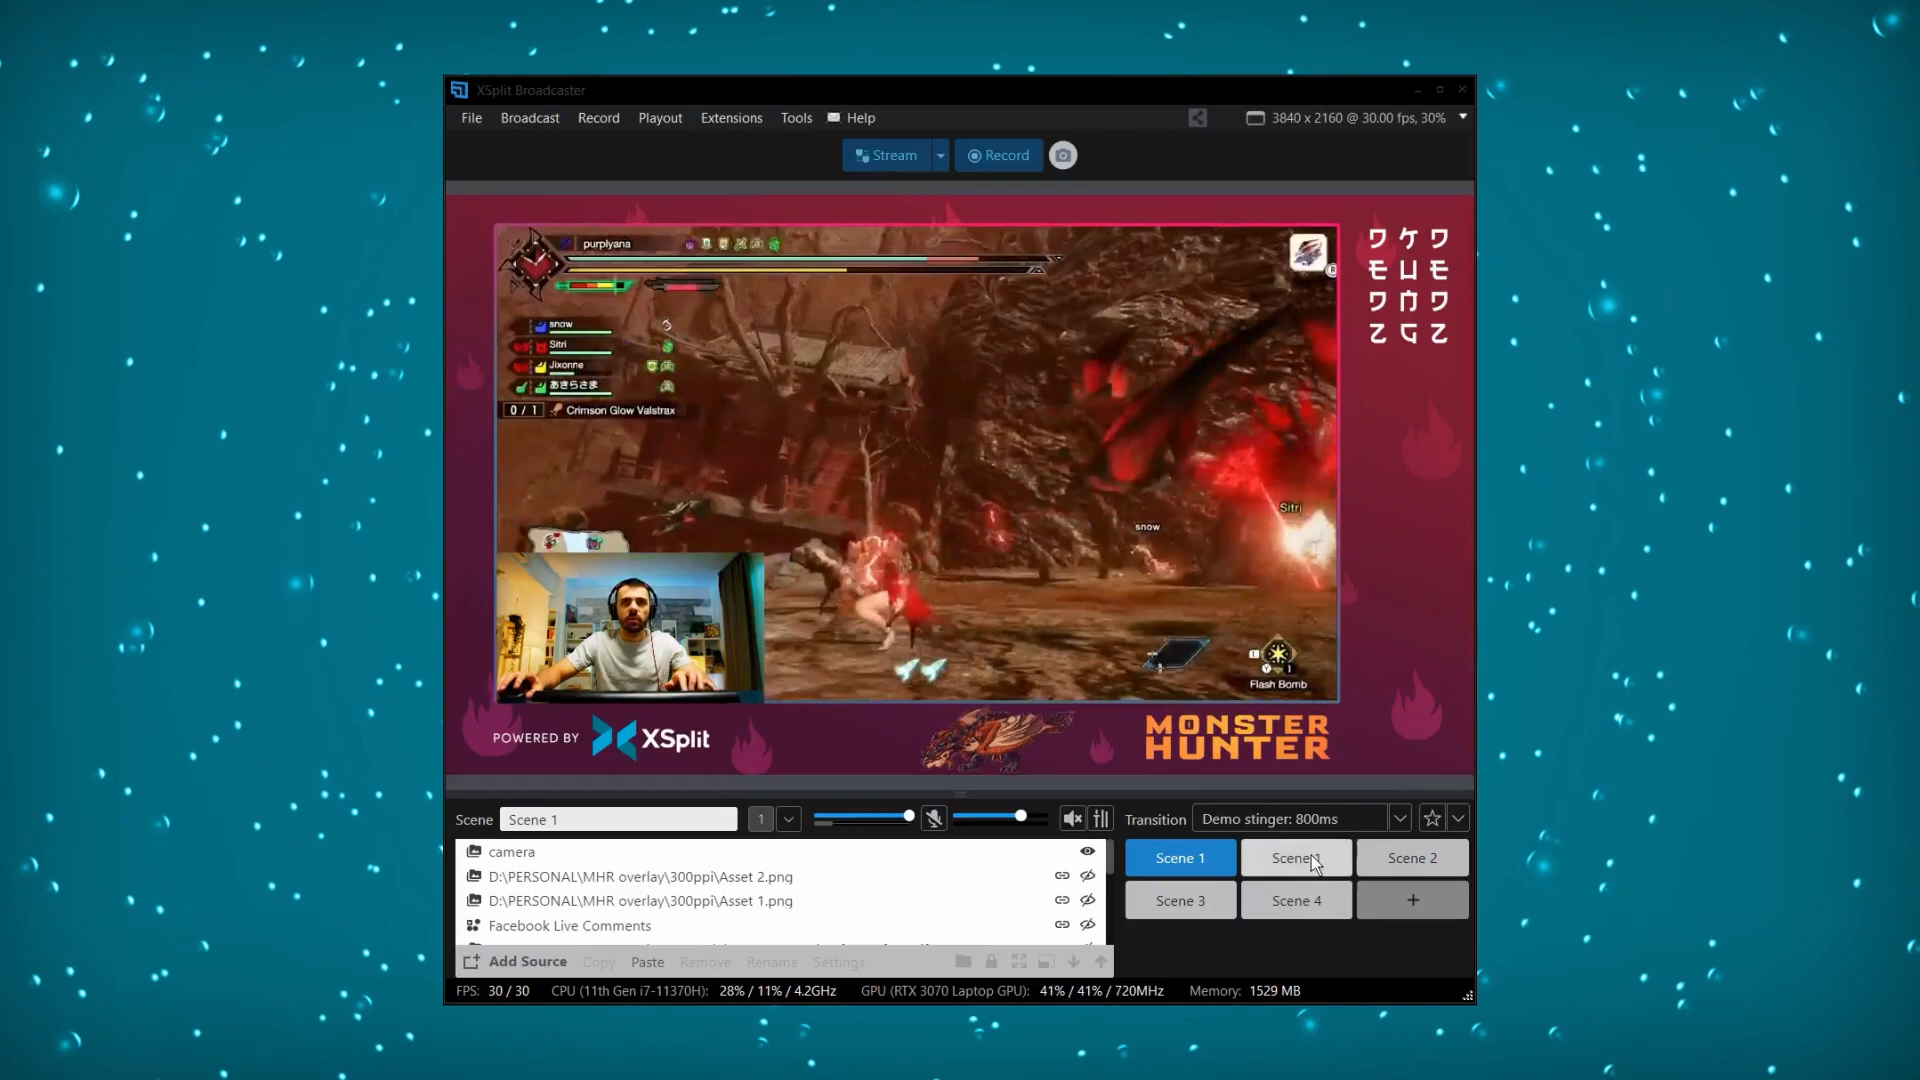 XSplit Broadcaster
File Broadcast Record Playout Extensions Tools Help
3840 x 2160 @ 30.00 fps, 30%
Stream Record
purplyana
snow
Sitri
Jixonne
あきらさま
0 / 1 Crimson Glow Valstrax
Sitri
snow
Flash Bomb
POWERED BY XSplit
MONSTER
HUNTER
Scene Scene 1 1
Transition Demo stinger: 800ms
camera
D:\PERSONAL\MHR overlay\300ppi\Asset 2.png
D:\PERSONAL\MHR overlay\300ppi\Asset 1.png
Facebook Live Comments
Scene 1 Scene Scene 2
Scene 3 Scene 4 +
Add Source Copy Paste Remove Rename Settings
FPS: 30 / 30 CPU (11th Gen i7-11370H): 28% / 11% / 4.2GHz GPU (RTX 3070 Laptop GPU): 41% / 41% / 720MHz Memory: 1529 MB